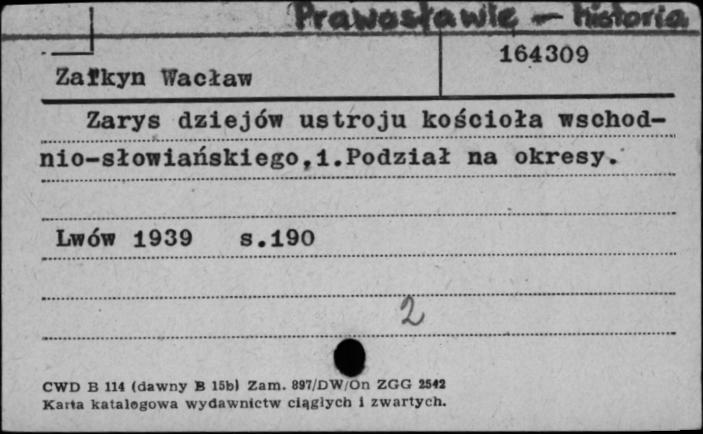 Prawosławie - historia
164309
Zaikyn Wacław
Zarys dziejów ustroju kościoła wschod-
nio-słowiańskiego,1.Podział na okresy.
Lwów 1939 s.190
2
CWD B 114 (dawny B 15b) Zam. 897/DW/On ZGG 2542
Karta katalogowa wydawnictw ciągłych i zwartych.